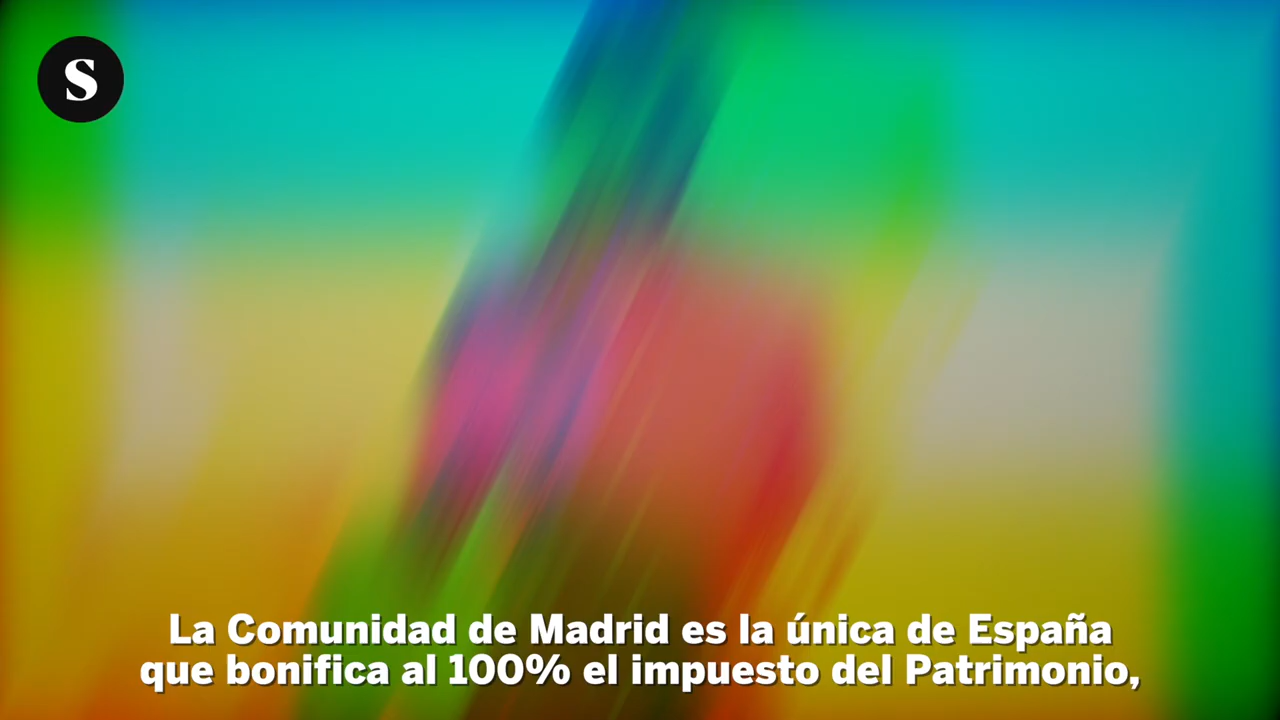 S
La Comunidad de Madrid es la única de España
que bonifica al 100% el impuesto del Patrimonio,